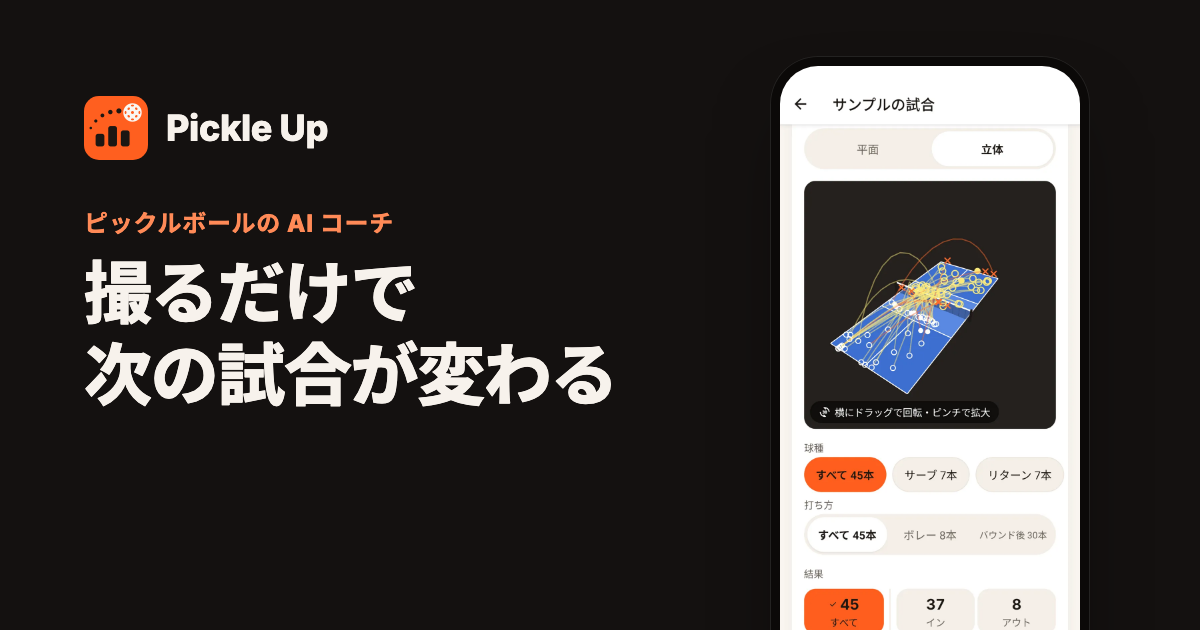 Pickle Up
ピックルボールの AI コーチ
撮るだけで
次の試合が変わる
サンプルの試合
平面 立体
横にドラッグで回転・ピンチで拡大
球種
すべて 45本 サーブ 7本 リターン 7本
打ち方
すべて 45本 ボレー 8本 バウンド後 30本
結果
45 37 8
すべて イン アウト